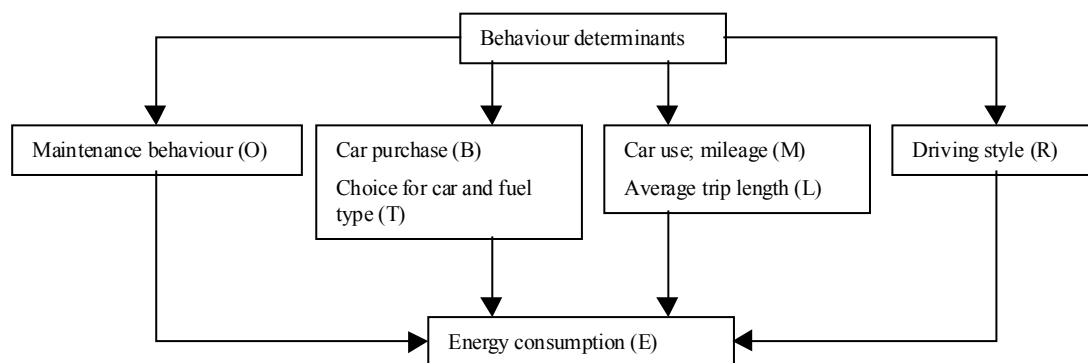 Behaviour determinants
Maintenance behaviour (O)
Car purchase (B)
Choice for car and fuel
type (T)
Car use; mileage (M)
Average trip length (L)
Driving style (R)
Energy consumption (E)